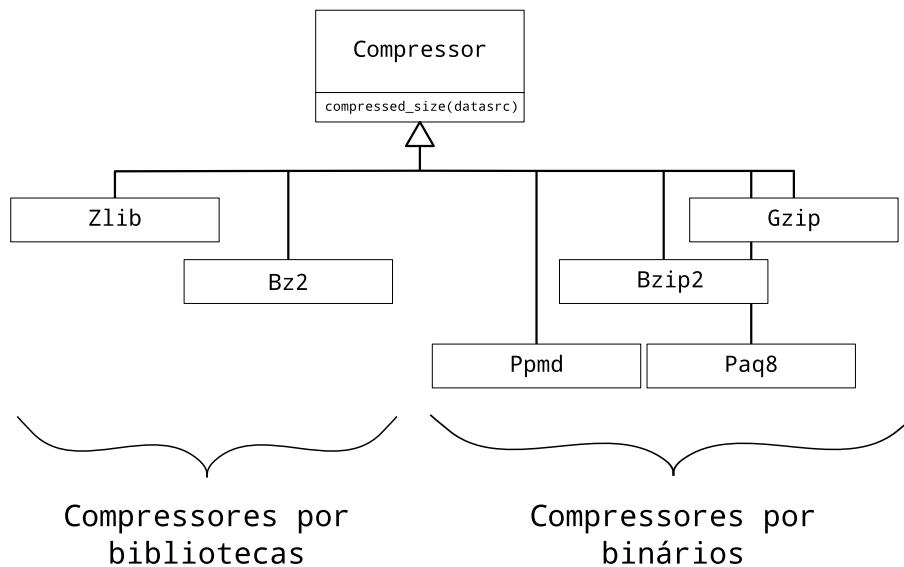 Compressor
compressed_size(datasrc)
Zlib
Gzip
Bz2
Bzip2
Ppmd
Paq8
Compressores por
bibliotecas
Compressores por
binários